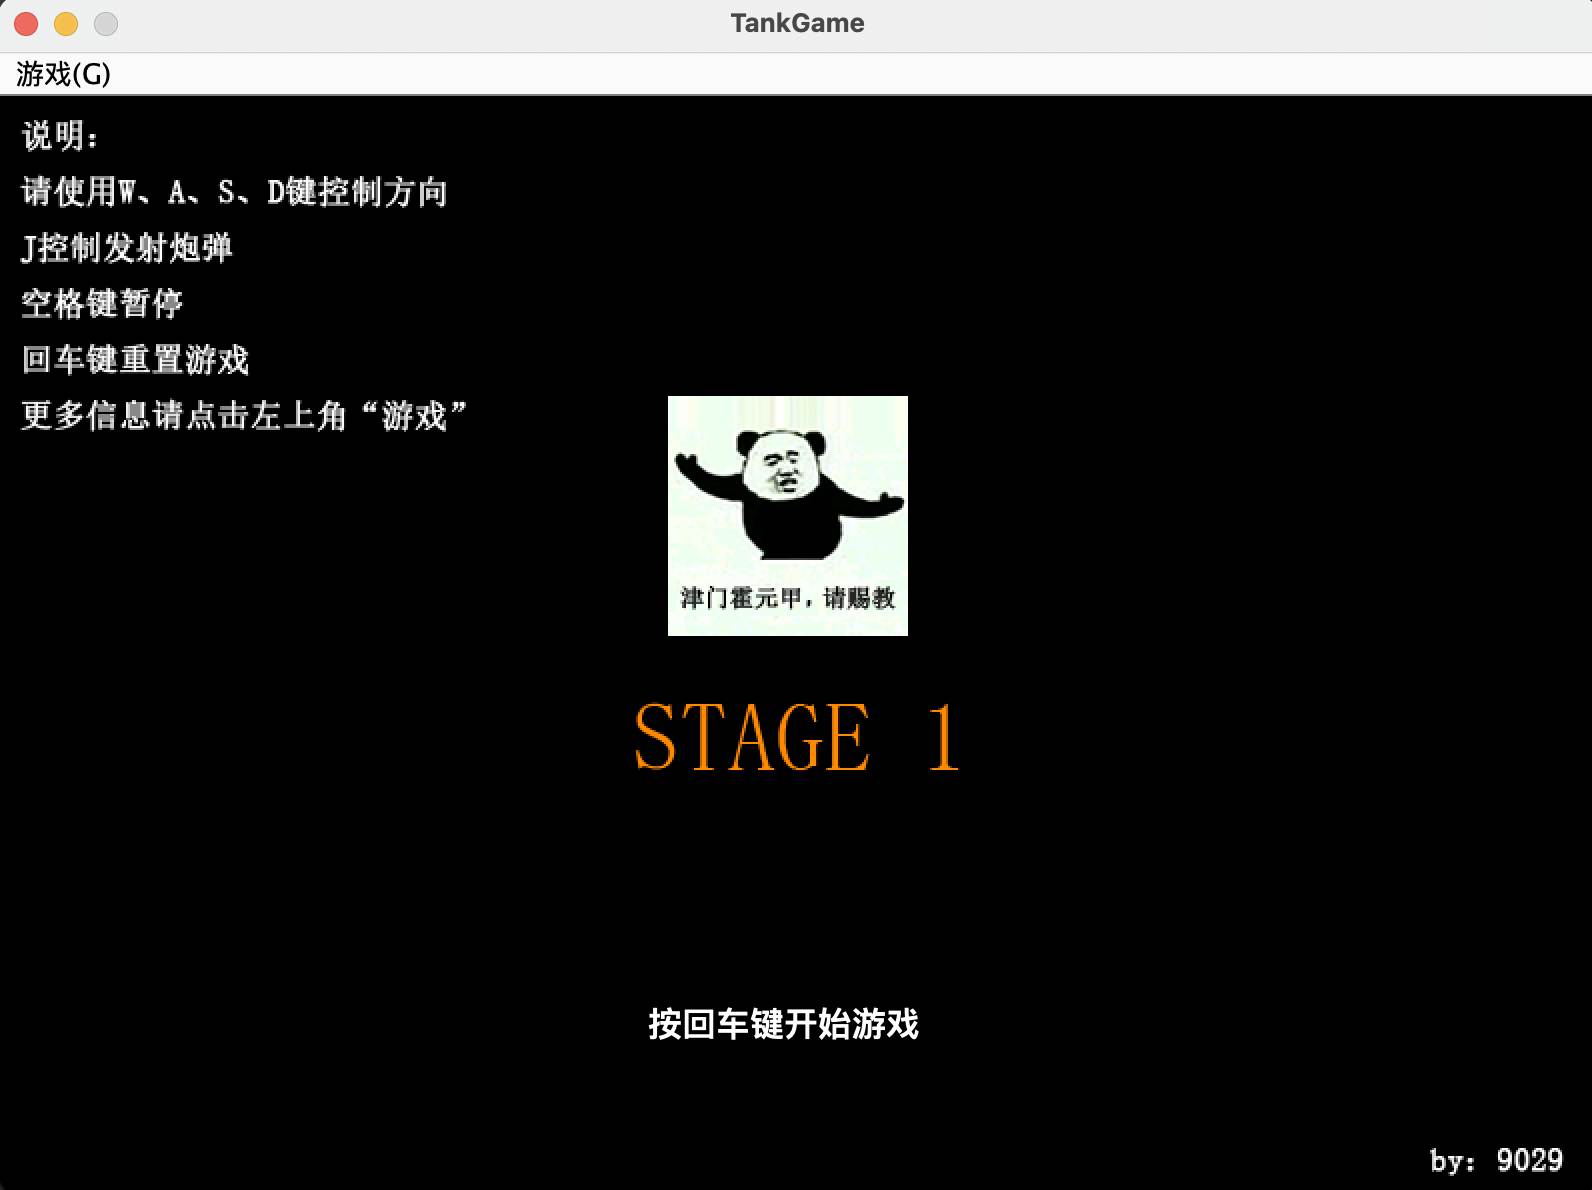 TankGame
游戏(G)
说明：
请使用W、A、S、D键控制方向
J控制发射炮弹
空格键暂停
回车键重置游戏
更多信息请点击左上角“游戏”
津门霍元甲，请赐教
STAGE 1
按回车键开始游戏
by：9029